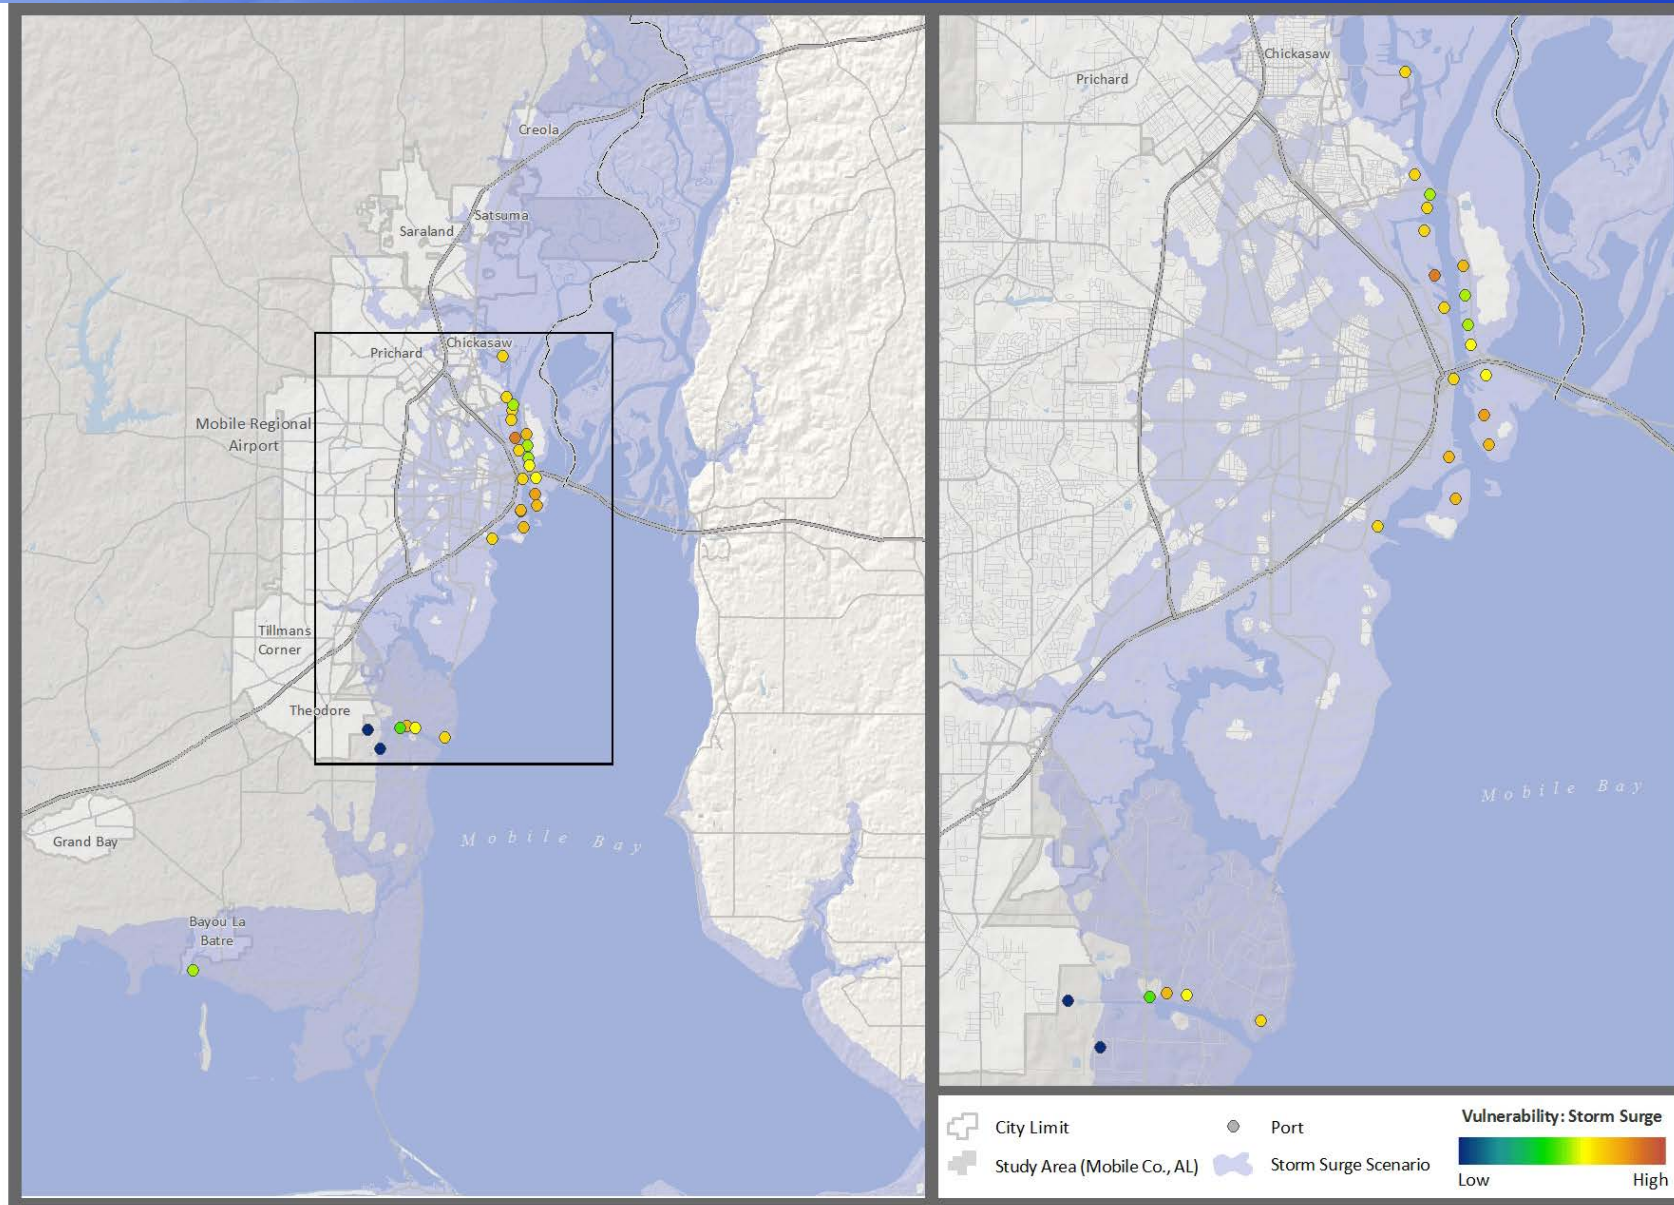 Creola
Satsuma
Saraland
Chickasaw
Prichard
Mobile Regional
Airport
Tillmans
Corner
Theodore
Grand Bay
Mobile Bay
Bayou La
Batre
Chickasaw
Prichard
Mobile Bay
City Limit
Study Area (Mobile Co., AL)
Port
Storm Surge Scenario
Vulnerability: Storm Surge
Low
High